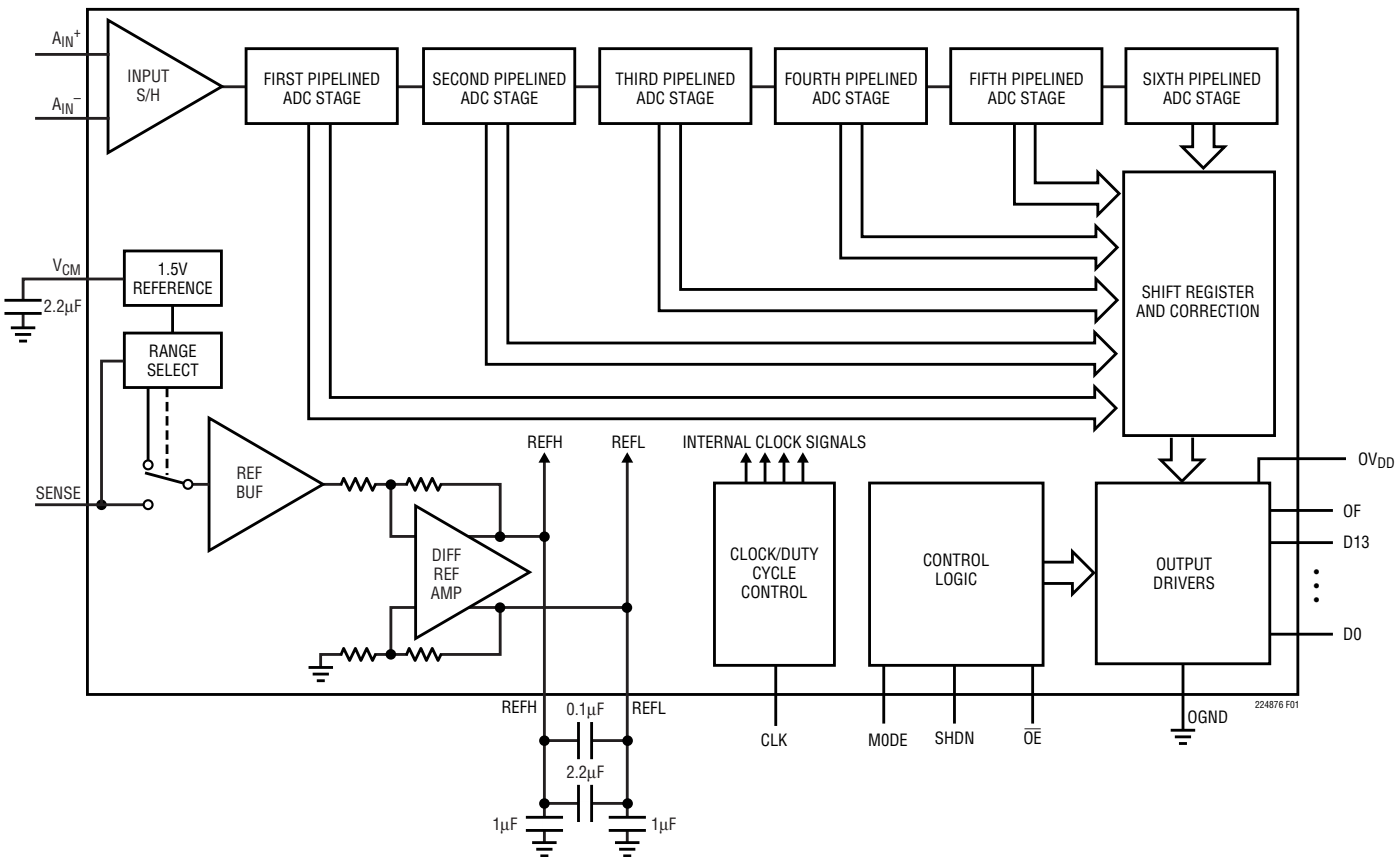 AIN+
INPUT
S/H
AIN−
FIRST PIPELINED
ADC STAGE
SECOND PIPELINED
ADC STAGE
THIRD PIPELINED
ADC STAGE
FOURTH PIPELINED
ADC STAGE
FIFTH PIPELINED
ADC STAGE
SIXTH PIPELINED
ADC STAGE
VCM
2.2µF
1.5V
REFERENCE
RANGE
SELECT
SHIFT REGISTER
AND CORRECTION
SENSE
REF
BUF
DIFF
REF
AMP
REFH
REFL
INTERNAL CLOCK SIGNALS
CLOCK/DUTY
CYCLE
CONTROL
CONTROL
LOGIC
OUTPUT
DRIVERS
OVDD
OF
D13
D0
REFH
0.1µF
REFL
2.2µF
1µF
1µF
CLK
MODE
SHDN
O̅E̅
OGND
224876 F01